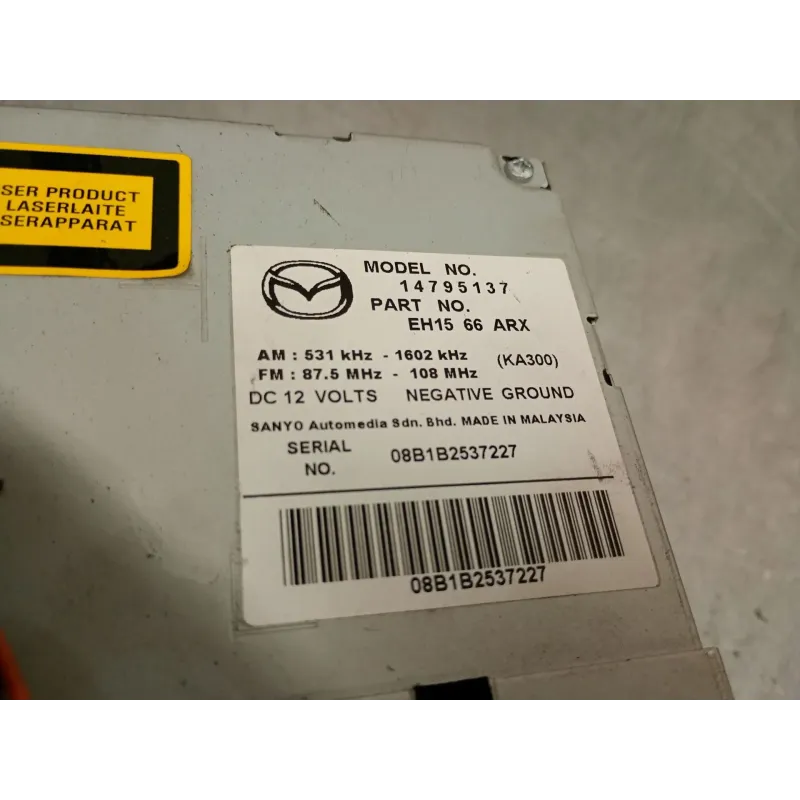 SER PRODUCT
LASERLAITE
SERAPPARAT
MODEL NO.
14795137
PART NO.
EH15 66 ARX
AM : 531 kHz - 1602 kHz (KA300)
FM : 87.5 MHz - 108 MHz
DC 12 VOLTS NEGATIVE GROUND
SANYO Automedia Sdn. Bhd. MADE IN MALAYSIA
SERIAL NO. 08B1B2537227
08B1B2537227